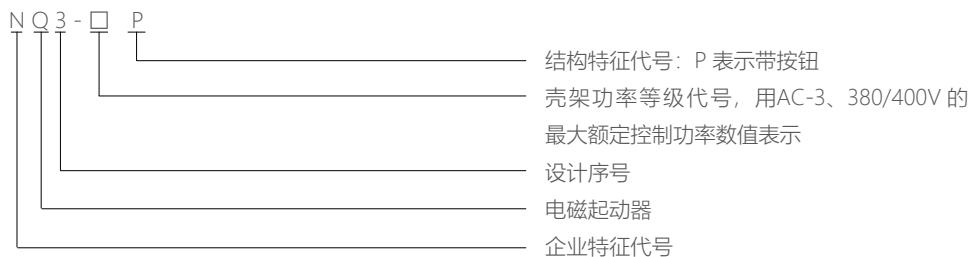 NQ3-□ P
结构特征代号：P 表示带按钮
壳架功率等级代号，用AC-3、380/400V 的
最大额定控制功率数值表示
设计序号
电磁起动器
企业特征代号